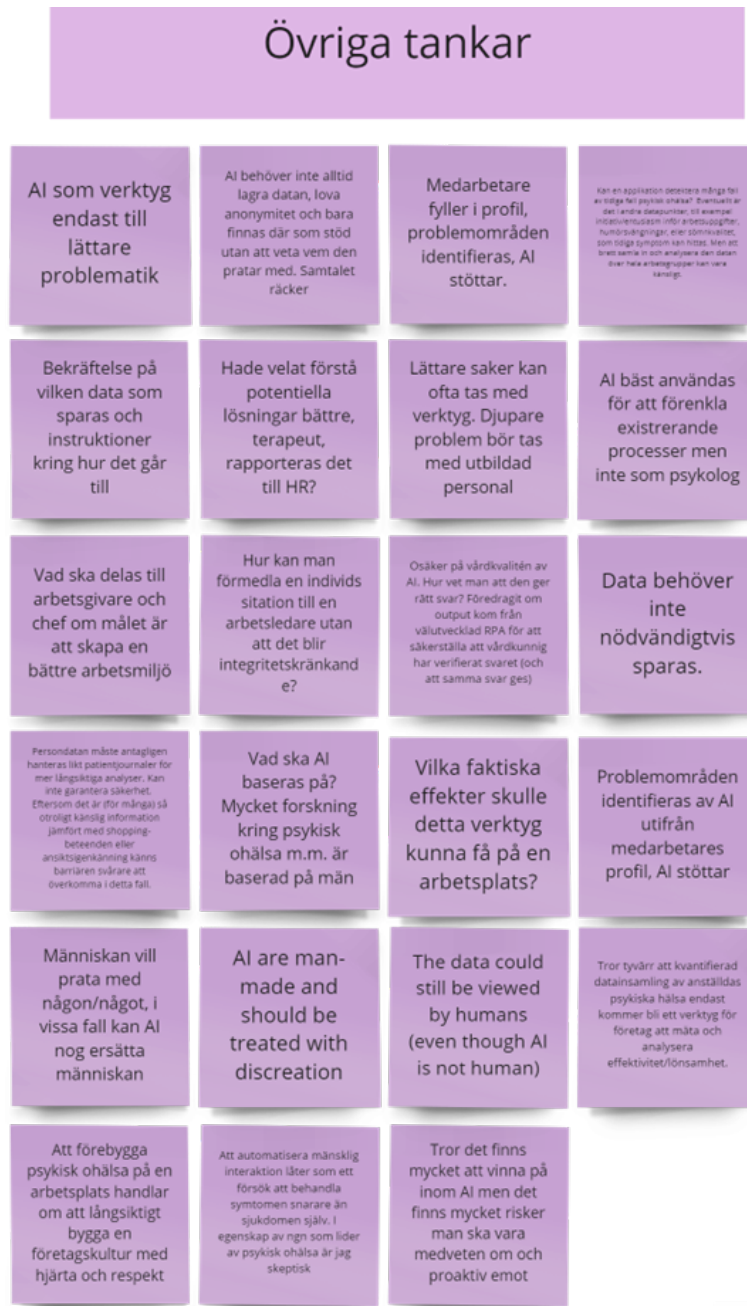 Övriga tankar
AI som verktyg
endast till
lättare
problematik
AI behöver inte alltid
lagra datan, lova
anonymitet och bara
finnas där som stöd
utan att veta vem den
pratar med. Samtalet
räcker
Medarbetare
fyller i profil,
problemområden
identifieras, AI
stöttar.
Kan en applikation detektera många fall
av tidiga fall psykisk ohälsa? Eventuellt är
det i andra datapunkter, till exempel
initiativ/entusiasm inför arbetsuppgifter,
humörsvängningar, eller sömnkvalitet,
som tidiga symptom kan hittas. Men att
brett samla in och analysera den datan
över hela arbetsgrupper kan vara
känsligt.
Bekräftelse på
vilken data som
sparas och
instruktioner
kring hur det går
till
Hade velat förstå
potentiella
lösningar bättre,
terapeut,
rapporteras det
till HR?
Lättare saker kan
ofta tas med
verktyg. Djupare
problem bör tas
med utbildad
personal
AI bäst användas
för att förenkla
existrerande
processer men
inte som psykolog
Vad ska delas till
arbetsgivare och
chef om målet är
att skapa en
bättre arbetsmiljö
Hur kan man
förmedla en individs
sitation till en
arbetsledare utan
att det blir
integritetskränkand
e?
Osäker på vårdkvalitén av
AI. Hur vet man att den ger
rätt svar? Föredragit om
output kom från
välutvecklad RPA för att
säkerställa att vårdkunnig
har verifierat svaret (och
att samma svar ges)
Data behöver
inte
nödvändigtvis
sparas.
Persondatan måste antagligen
hanteras likt patientjournaler för
mer långsiktiga analyser. Kan
inte garantera säkerhet.
Eftersom det är (för många) så
otroligt känslig information
jämfört med shopping-
beteenden eller
ansiktsigenkänning känns
barriären svårare att
överkomma i detta fall.
Vad ska AI
baseras på?
Mycket forskning
kring psykisk
ohälsa m.m. är
baserad på män
Vilka faktiska
effekter skulle
detta verktyg
kunna få på en
arbetsplats?
Problemområden
identifieras av AI
utifrån
medarbetares
profil, AI stöttar
Människan vill
prata med
någon/något, i
vissa fall kan AI
nog ersätta
människan
AI are man-
made and
should be
treated with
discreation
The data could
still be viewed
by humans
(even though AI
is not human)
Tror tyvärr att kvantifierad
datainsamling av anställdas
psykiska hälsa endast
kommer bli ett verktyg för
företag att mäta och
analysera
effektivitet/lönsamhet.
Att förebygga
psykisk ohälsa på en
arbetsplats handlar
om att långsiktigt
bygga en
företagskultur med
hjärta och respekt
Att automatisera mänsklig
interaktion låter som ett
försök att behandla
symtomen snarare än
sjukdomen själv. I
egenskap av ngn som lider
av psykisk ohälsa är jag
skeptisk
Tror det finns
mycket att vinna på
inom AI men det
finns mycket risker
man ska vara
medveten om och
proaktiv emot